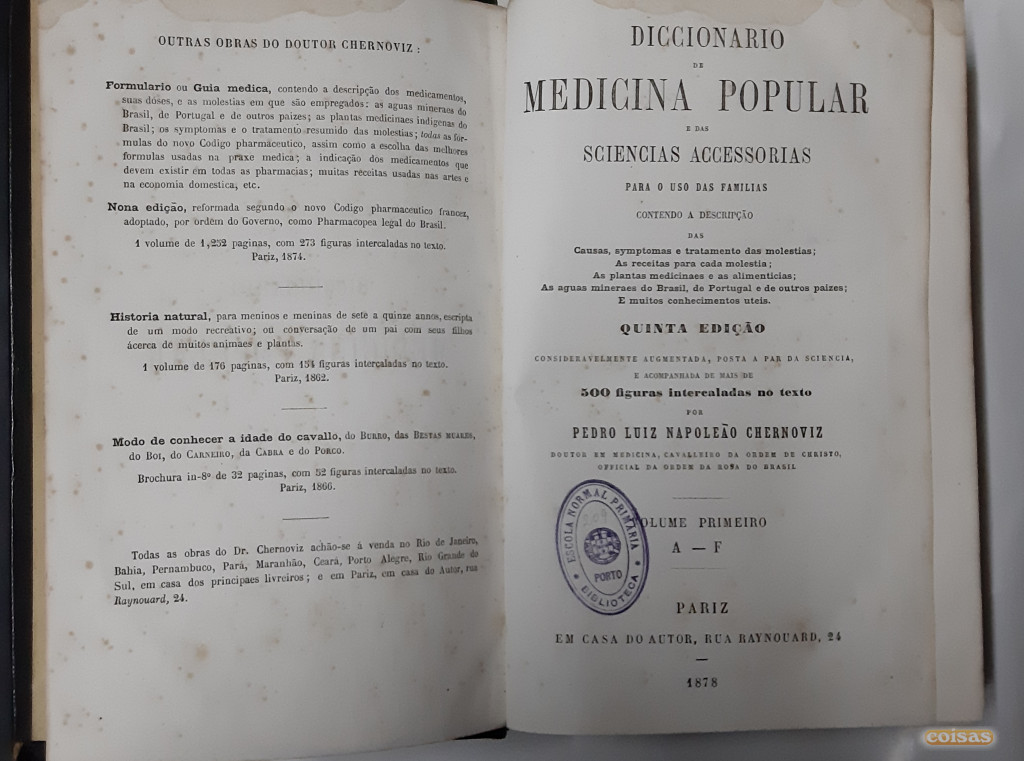 OUTRAS OBRAS DO DOUTOR CHERNOVIZ :
Formulario ou Guia medica, contendo a descripção dos medicamentos,
suas dóses, e as molestias em que são empregados: as aguas mineraes do
Brasil, de Portugal e de outros paizes; as plantas medicinaes indigenas do
Brasil; os symptomas e o tratamento resumido das molestias; todas as for-
mulas do novo Codigo pharmaceutico, assim como a escolha das melhores
formulas usadas na praxe medica; a indicação dos medicamentos que
devem existir em todas as pharmacias; muitas receitas usadas nas artes e
na economia domestica, etc.
Nona edição, reformada segundo o novo Codigo pharmaceutico francez,
adoptado, por ordem do Governo, como Pharmacopea legal do Brasil.
1 volume de 1,252 paginas, com 273 figuras intercaladas no texto.
Pariz, 1874.
Historia natural, para meninos e meninas de sete a quinze annos, escripta
de um modo recreativo; ou conversação de um pai com seus filhos
ácerca de muitos animaes e plantas.
1 volume de 176 paginas, com 154 figuras intercaladas no texto.
Pariz, 1862.
Modo de conhecer a idade do cavallo, do BURRO, das BESTAS MUARES,
do BOI, do CARNEIRO, da CABRA e do PORCO.
Brochura in-8º de 32 paginas, com 52 figuras intercaladas no texto.
Pariz, 1866.
Todas as obras do Dr. Chernoviz achão-se á venda no Rio de Janeiro,
Bahia, Pernambuco, Pará, Maranhão, Ceará, Porto Alegre, Rio Grande do
Sul, em casa dos principaes livreiros; e em Pariz, em casa do Autor, rua
Raynouard, 24.
DICCIONARIO
DE
MEDICINA POPULAR
E DAS
SCIENCIAS ACCESSORIAS
PARA O USO DAS FAMILIAS
CONTENDO A DESCRIPÇÃO
DAS
Causas, symptomas e tratamento das molestias;
As receitas para cada molestia;
As plantas medicinaes e as alimenticias;
As aguas mineraes do Brazil, de Portugal e de outros paizes;
E muitos conhecimentos uteis.
QUINTA EDIÇÃO
CONSIDERAVELMENTE AUGMENTADA, POSTA A PAR DA SCIENCIA,
E ACOMPANHADA DE MAIS DE
500 figuras intercaladas no texto
POR
PEDRO LUIZ NAPOLEÃO CHERNOVIZ
DOUTOR EM MEDICINA, CAVALLEIRO DA ORDEM DE CHRISTO,
OFFICIAL DA ORDEM DA ROSA DO BRASIL
VOLUME PRIMEIRO
A — F
ESCOLA NORMAL PRIMÁRIA
PORTO
BIBLIOTECA
PARIZ
EM CASA DO AUTOR, RUA RAYNOUARD, 24
1878
coisas